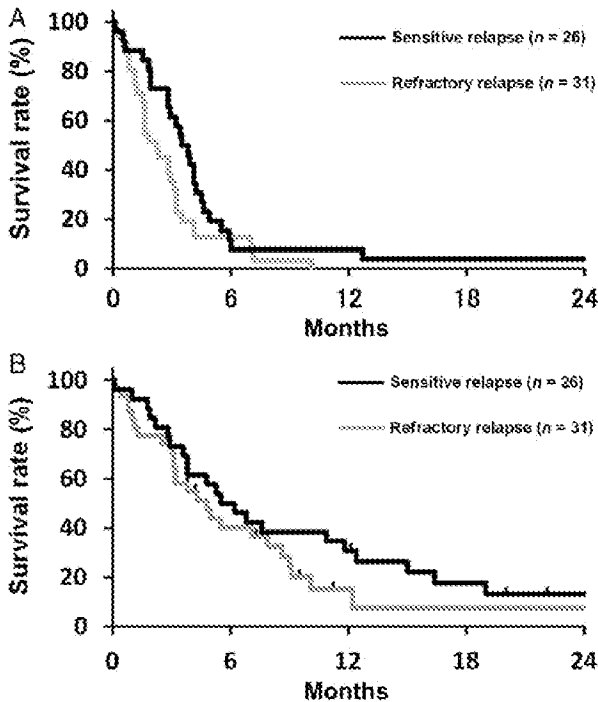 A
Survival rate (%)
100
80
60
40
20
0
Sensitive relapse (n = 26)
Refractory relapse (n = 31)
0 6 12 18 24
Months
B
Survival rate (%)
100
80
60
40
20
0
Sensitive relapse (n = 26)
Refractory relapse (n = 31)
0 6 12 18 24
Months